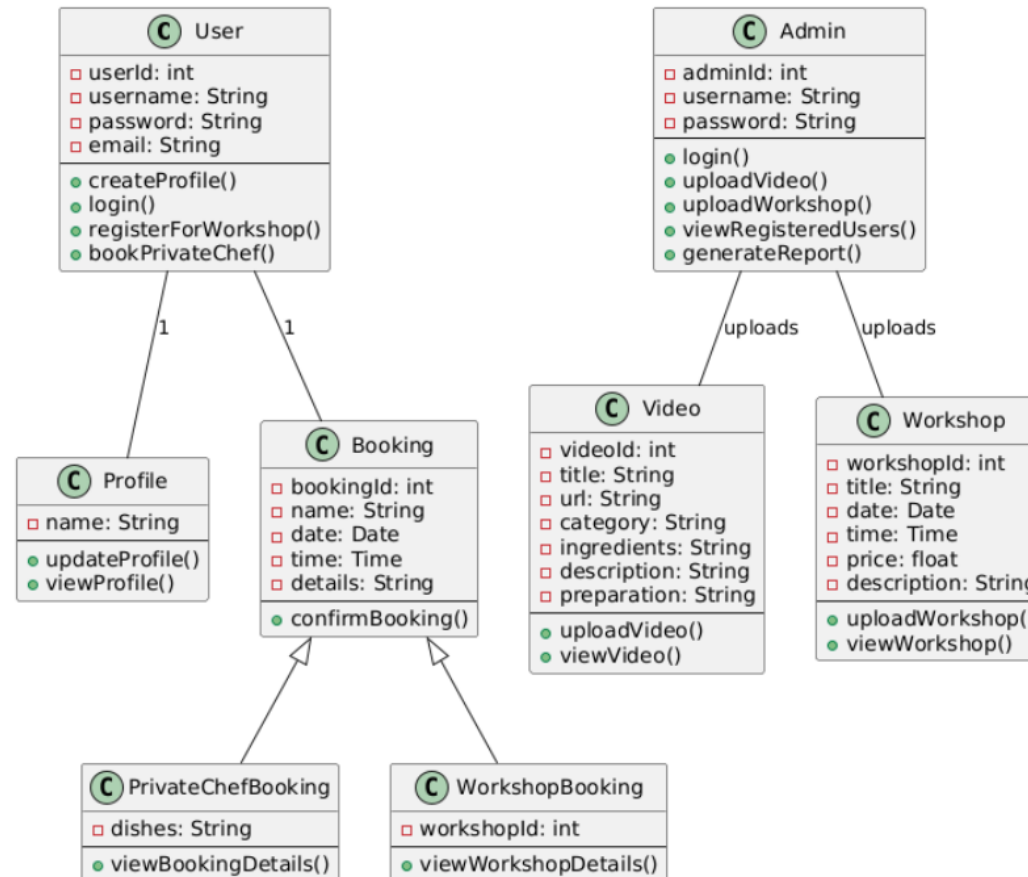 C User
userId: int
username: String
password: String
email: String
createProfile()
login()
registerForWorkshop()
bookPrivateChef()
C Admin
adminId: int
username: String
password: String
login()
uploadVideo()
uploadWorkshop()
viewRegisteredUsers()
generateReport()
1
1
uploads
uploads
C Profile
name: String
updateProfile()
viewProfile()
C Booking
bookingId: int
name: String
date: Date
time: Time
details: String
confirmBooking()
C Video
videoId: int
title: String
url: String
category: String
ingredients: String
description: String
preparation: String
uploadVideo()
viewVideo()
C Workshop
workshopId: int
title: String
date: Date
time: Time
price: float
description: String
uploadWorkshop(
viewWorkshop()
C PrivateChefBooking
dishes: String
viewBookingDetails()
C WorkshopBooking
workshopId: int
viewWorkshopDetails()